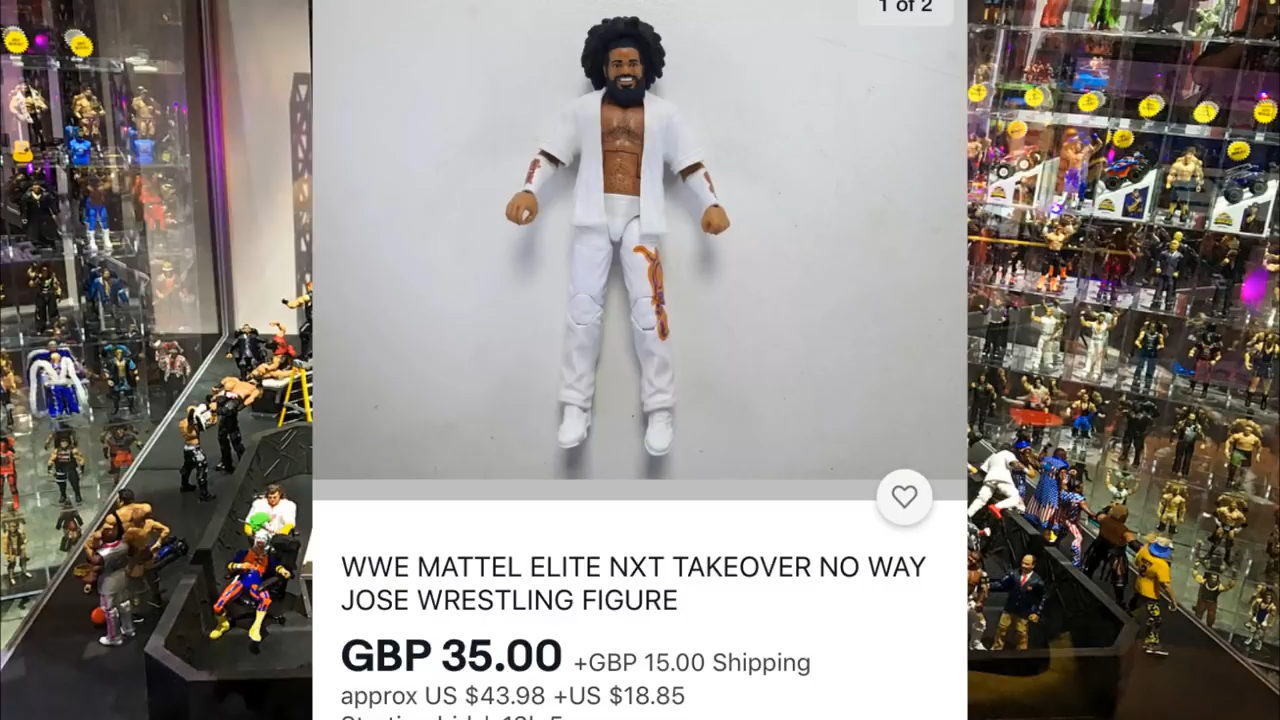 1 of 2
WWE MATTEL ELITE NXT TAKEOVER NO WAY
JOSE WRESTLING FIGURE
GBP 35.00 +GBP 15.00 Shipping
approx US $43.98 +US $18.85